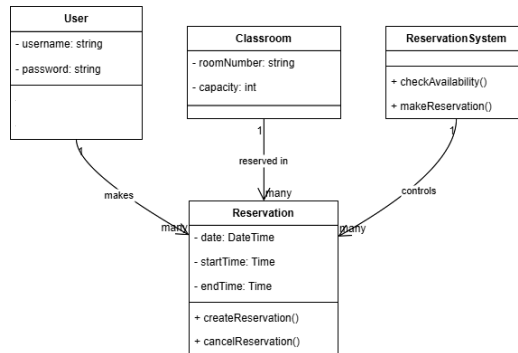 User
- username: string
- password: string
Classroom
- roomNumber: string
- capacity: int
ReservationSystem
+ checkAvailability()
+ makeReservation()
1
1
1
makes
reserved in
controls
many
many
many
Reservation
- date: DateTime
- startTime: Time
- endTime: Time
+ createReservation()
+ cancelReservation()